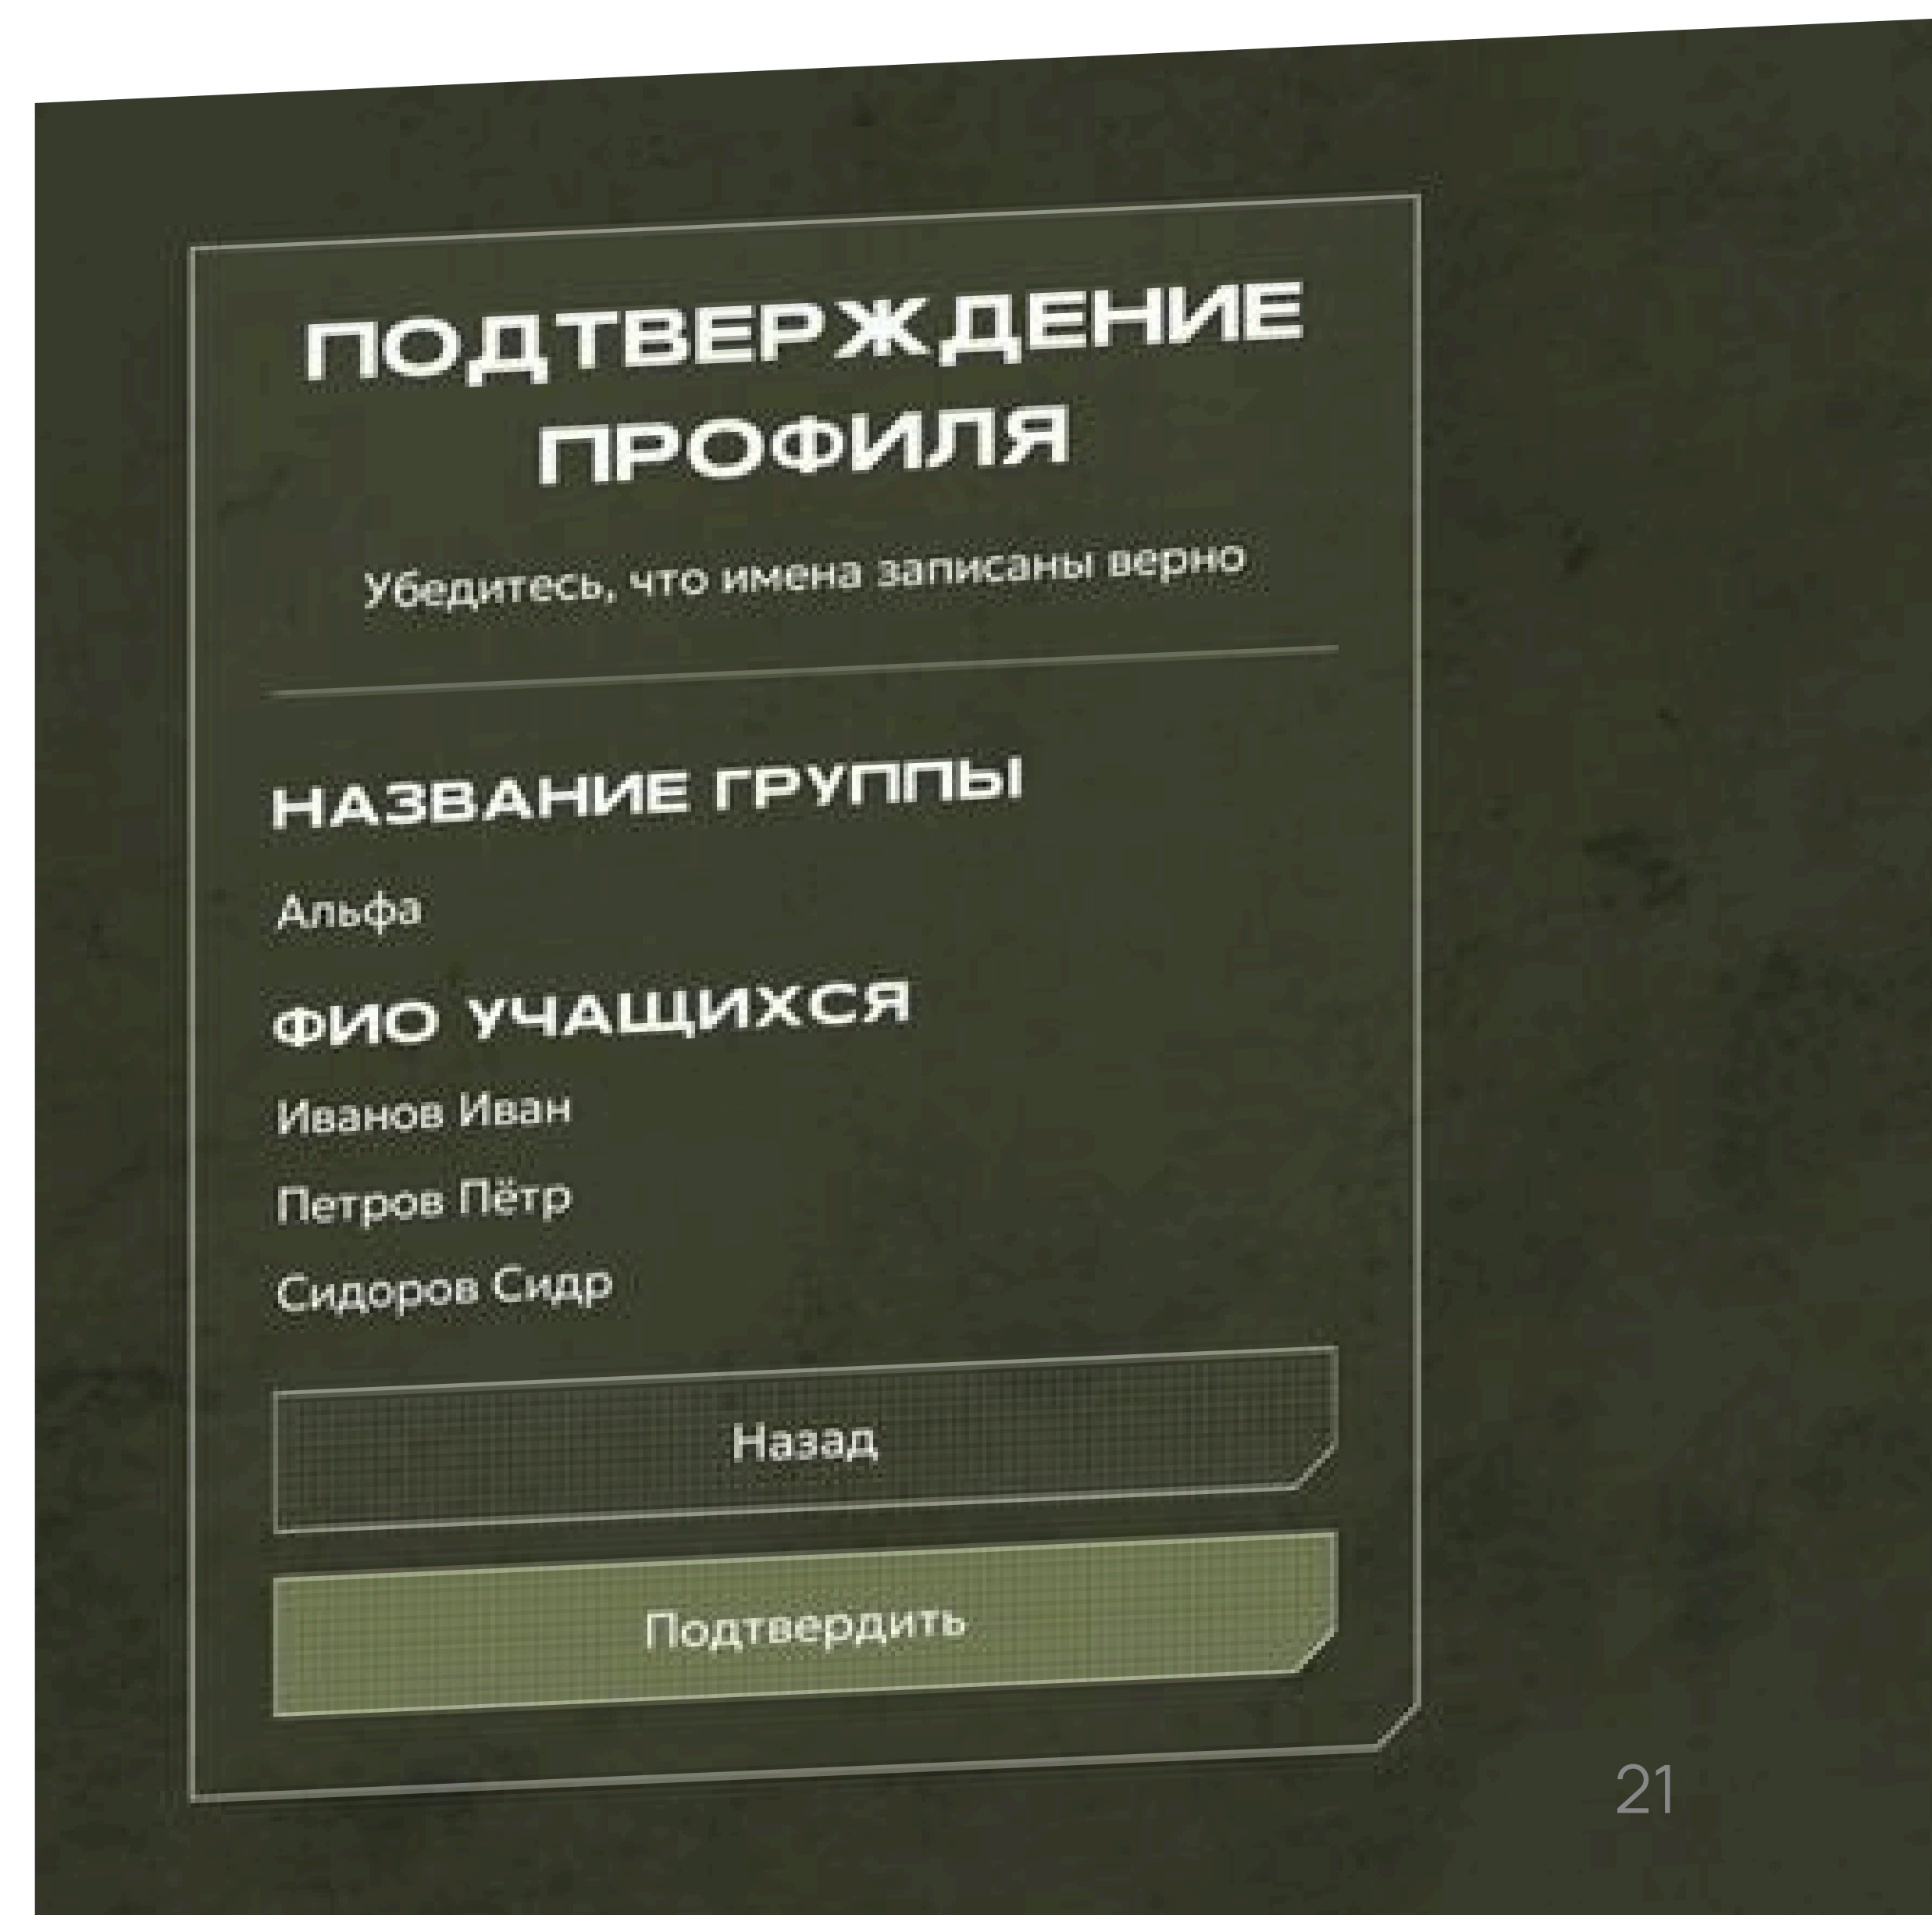 ПОДТВЕРЖДЕНИЕ
ПРОФИЛЯ
Убедитесь, что имена записаны верно
НАЗВАНИЕ ГРУППЫ
Альфа
ФИО УЧАЩИХСЯ
Иванов Иван
Петров Пётр
Сидоров Сидр
Назад
Подтвердить
21